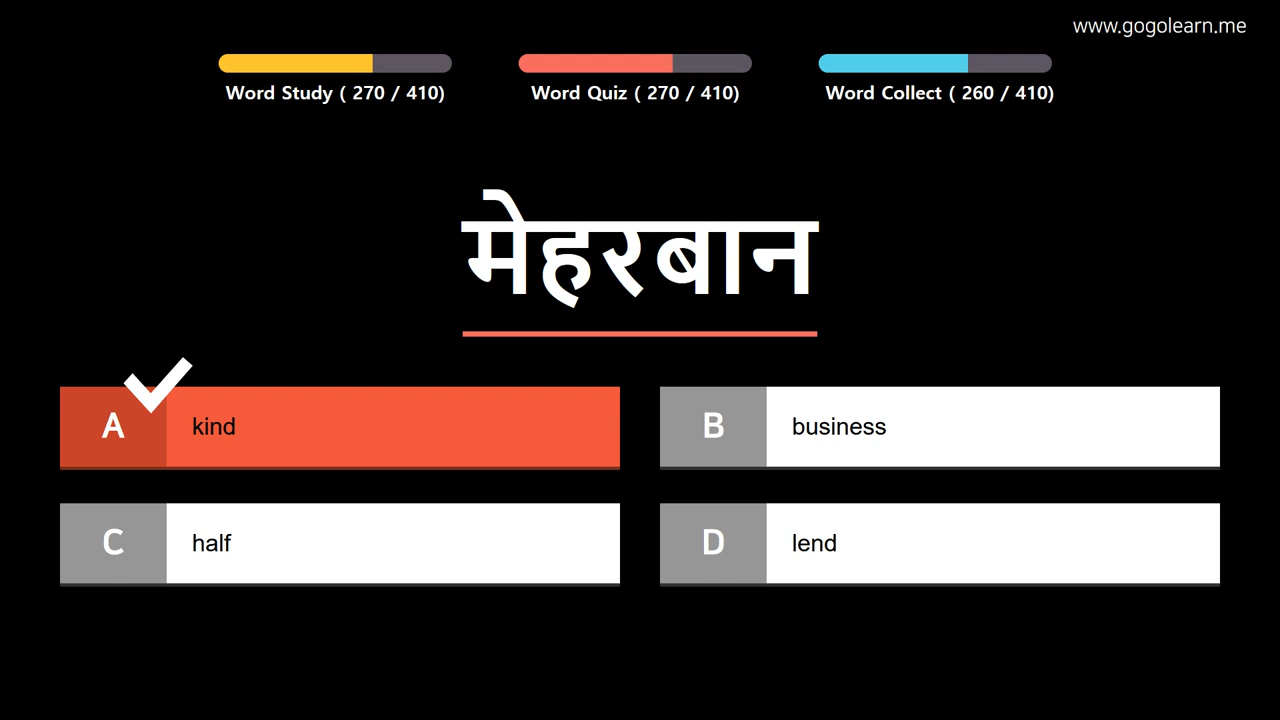 www.gogolearn.me
Word Study ( 270 / 410)
Word Quiz ( 270 / 410)
Word Collect ( 260 / 410)
मेहरबान
A kind
B business
C half
D lend